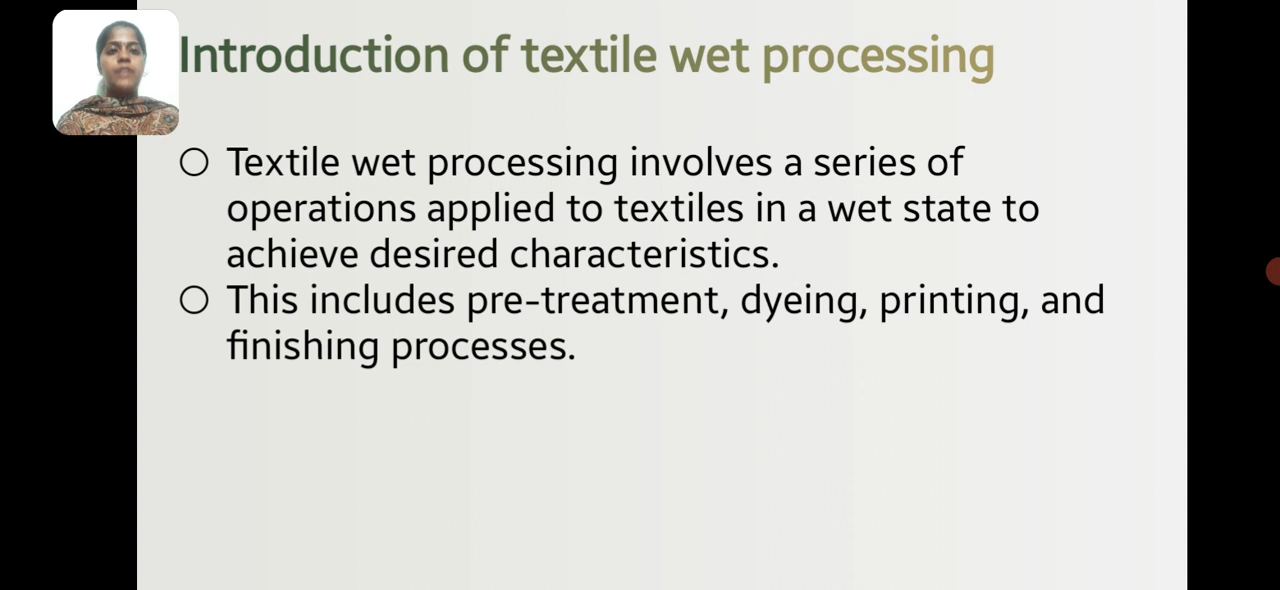 Introduction of textile wet processing
Textile wet processing involves a series of
operations applied to textiles in a wet state to
achieve desired characteristics.
This includes pre-treatment, dyeing, printing, and
finishing processes.